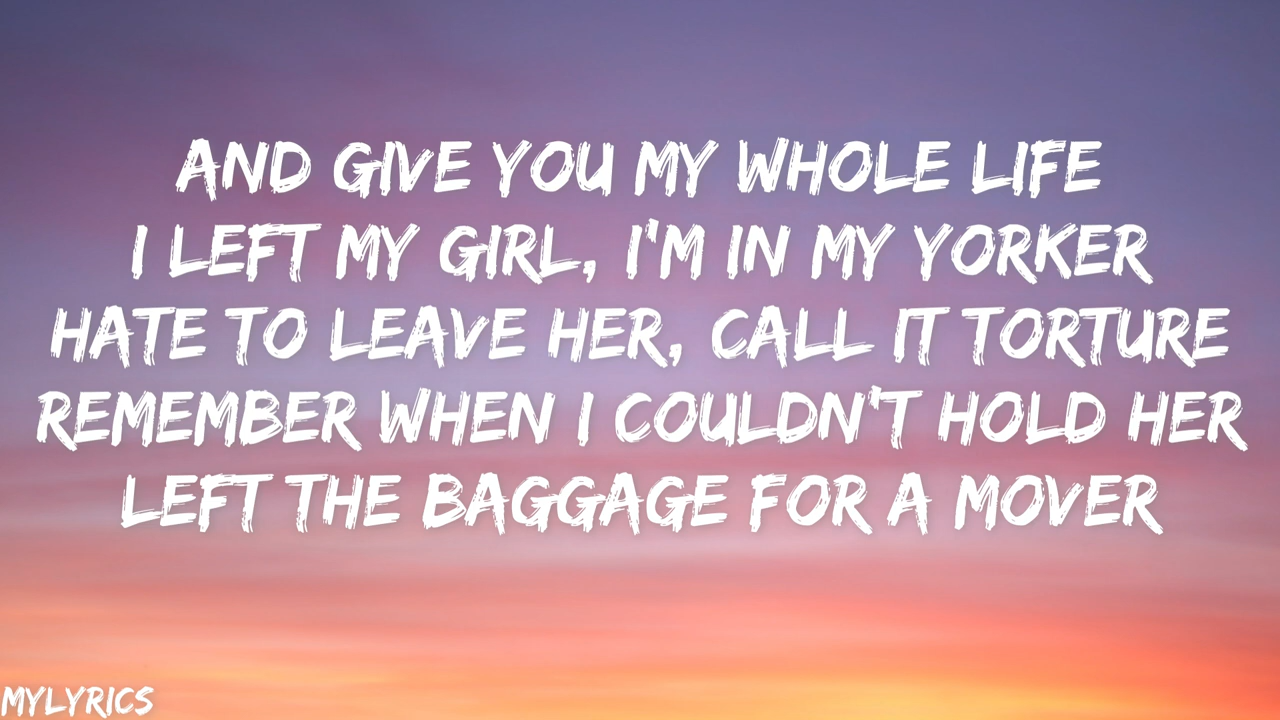 AND GIVE YOU MY WHOLE LIFE
I LEFT MY GIRL, I'M IN MY YORKER
HATE TO LEAVE HER, CALL IT TORTURE
REMEMBER WHEN I COULDN'T HOLD HER
LEFT THE BAGGAGE FOR A MOVER
MYLYRICS